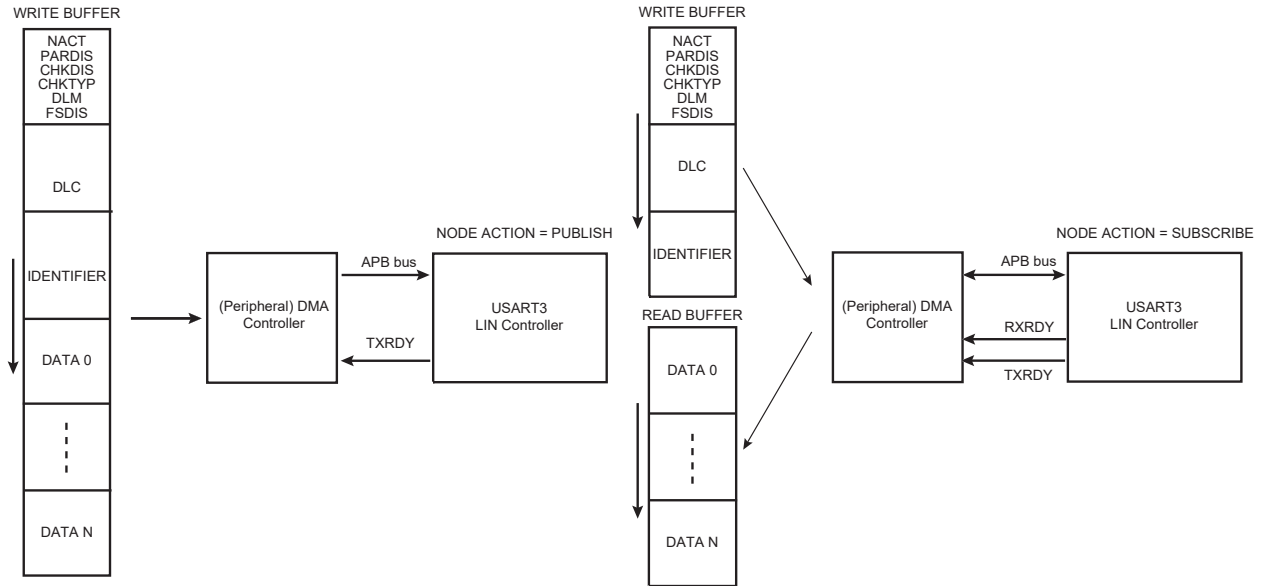 WRITE BUFFER
NACT
PARDIS
CHKDIS
CHKTYP
DLM
FSDIS
DLC
IDENTIFIER
DATA 0
DATA N
(Peripheral) DMA
Controller
APB bus
TXRDY
NODE ACTION = PUBLISH
USART3
LIN Controller
WRITE BUFFER
NACT
PARDIS
CHKDIS
CHKTYP
DLM
FSDIS
DLC
IDENTIFIER
READ BUFFER
DATA 0
DATA N
(Peripheral) DMA
Controller
APB bus
RXRDY
TXRDY
NODE ACTION = SUBSCRIBE
USART3
LIN Controller